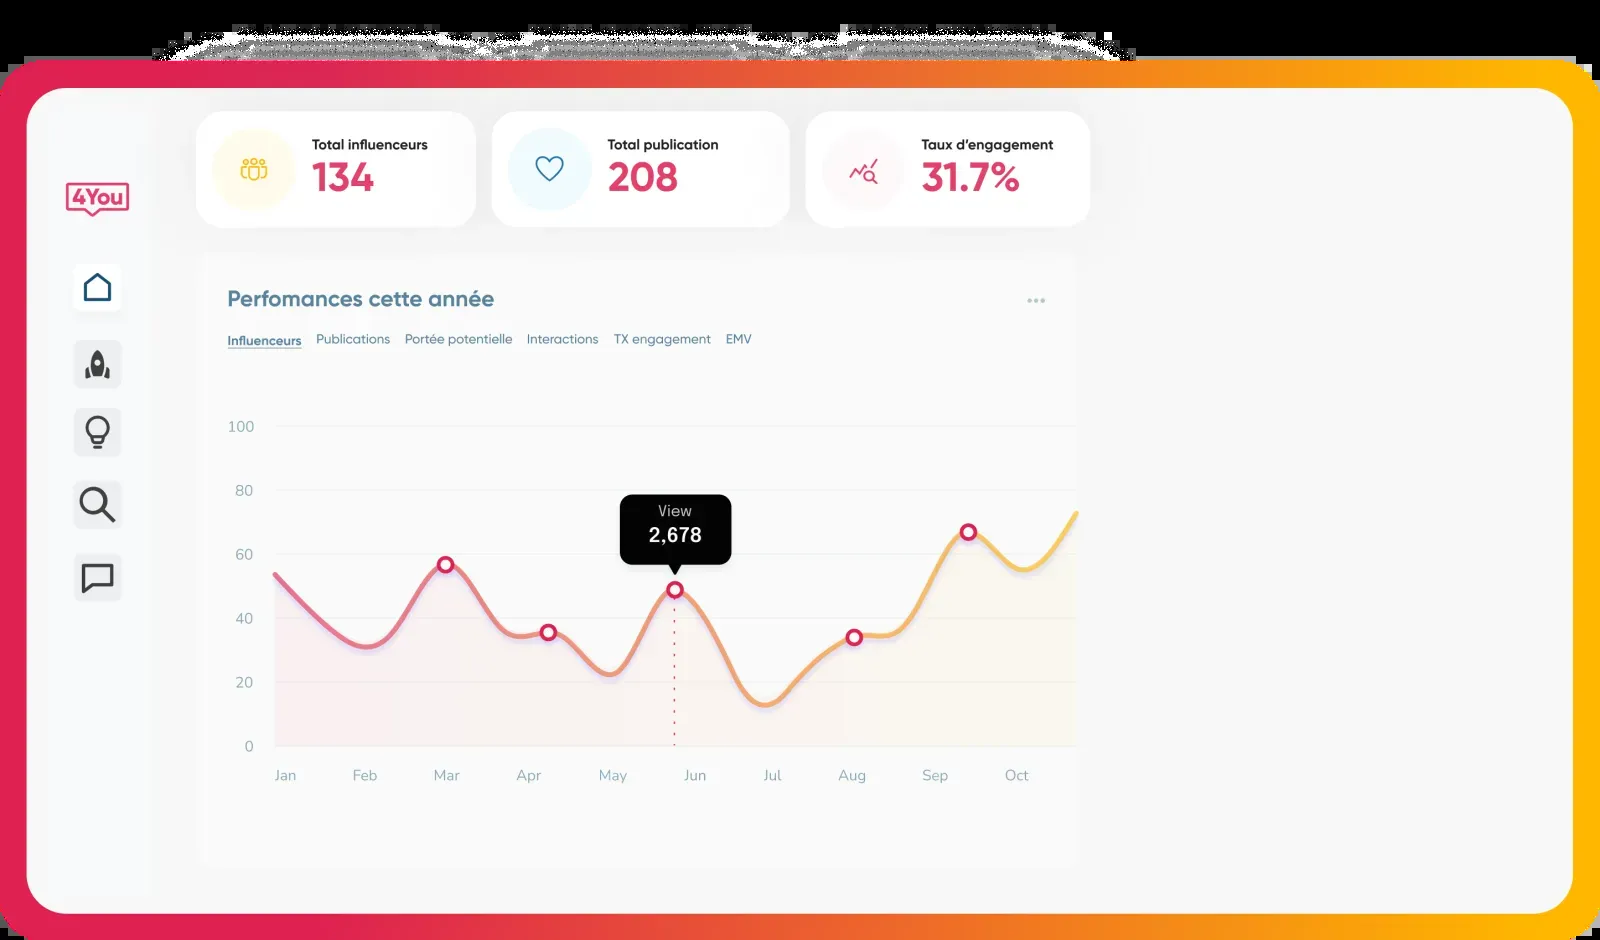 Total influenceurs
134
Total publication
208
Taux d'engagement
31.7%
4You
Perfomances cette année
Influenceurs Publications Portée potentielle Interactions TX engagement EMV
100
80
60
40
20
0
View
2,678
Jan Feb Mar Apr May Jun Jul Aug Sep Oct